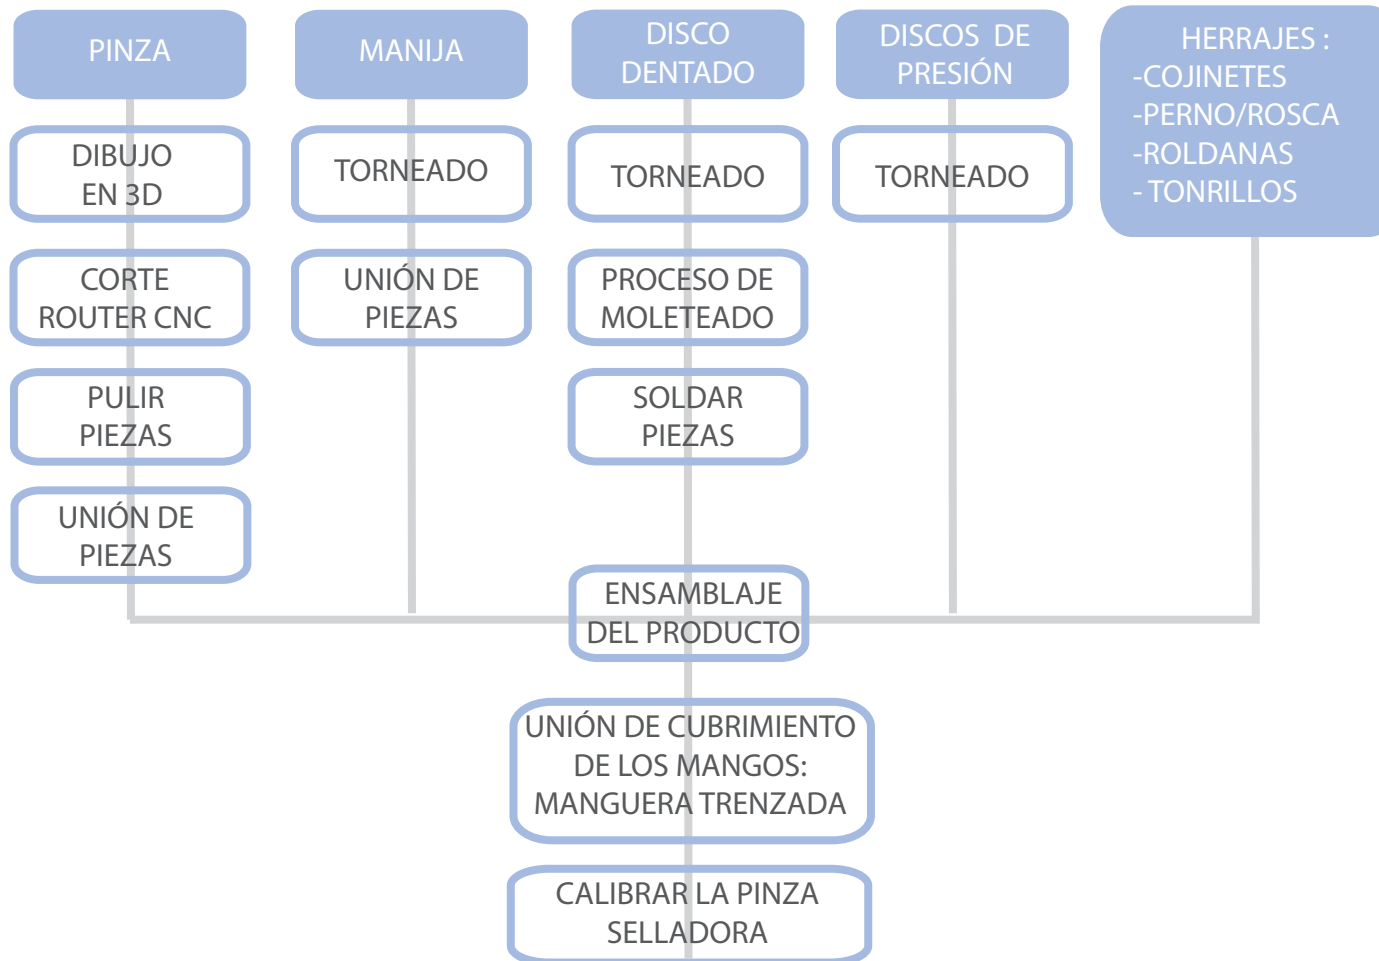 PINZA
MANIJA
DISCO
DENTADO
DISCOS DE
PRESIÓN
HERRAJES :
-COJINETES
-PERNO/ROSCA
-ROLDANAS
- TONRILLOS
DIBUJO
EN 3D
TORNEADO
TORNEADO
TORNEADO
CORTE
ROUTER CNC
UNIÓN DE
PIEZAS
PROCESO DE
MOLETEADO
PULIR
PIEZAS
SOLDAR
PIEZAS
UNIÓN DE
PIEZAS
ENSAMBLAJE
DEL PRODUCTO
UNIÓN DE CUBRIMIENTO
DE LOS MANGOS:
MANGUERA TRENZADA
CALIBRAR LA PINZA
SELLADORA